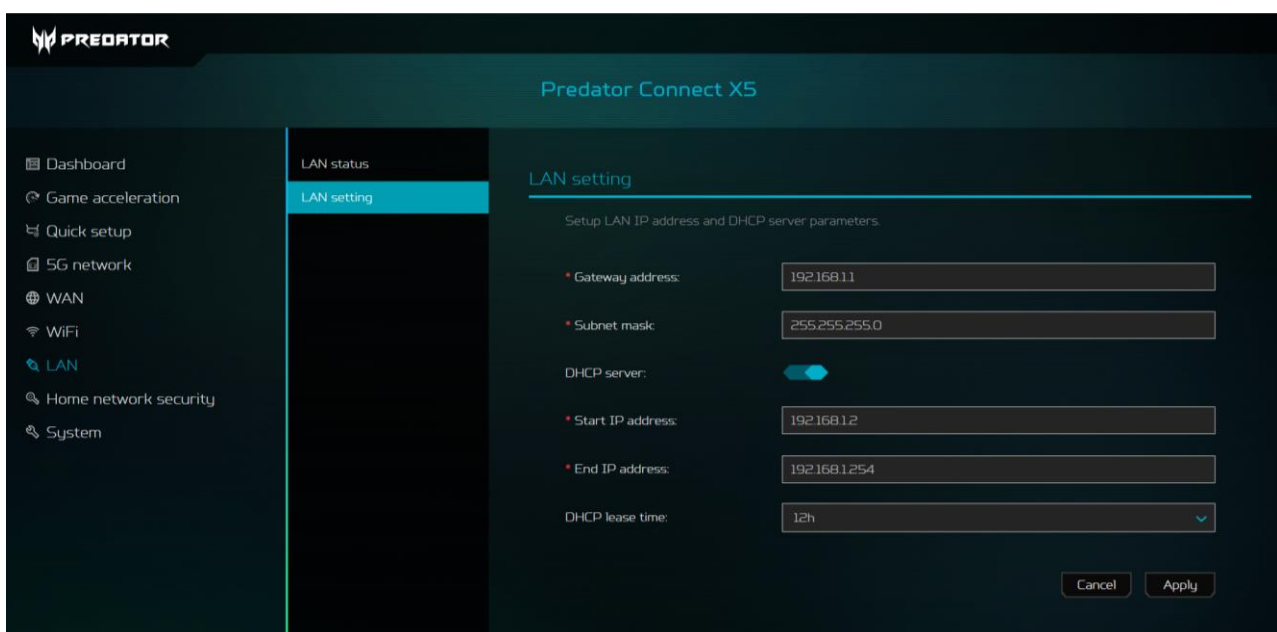 PREDATOR
Predator Connect X5
Dashboard
Game acceleration
Quick setup
5G network
WAN
WiFi
LAN
Home network security
System
LAN status
LAN setting
LAN setting
Setup LAN IP address and DHCP server parameters.
* Gateway address: 192.168.1.1
* Subnet mask: 255.255.255.0
DHCP server:
* Start IP address: 192.168.1.2
* End IP address: 192.168.1.254
DHCP lease time: 12h
Cancel Apply